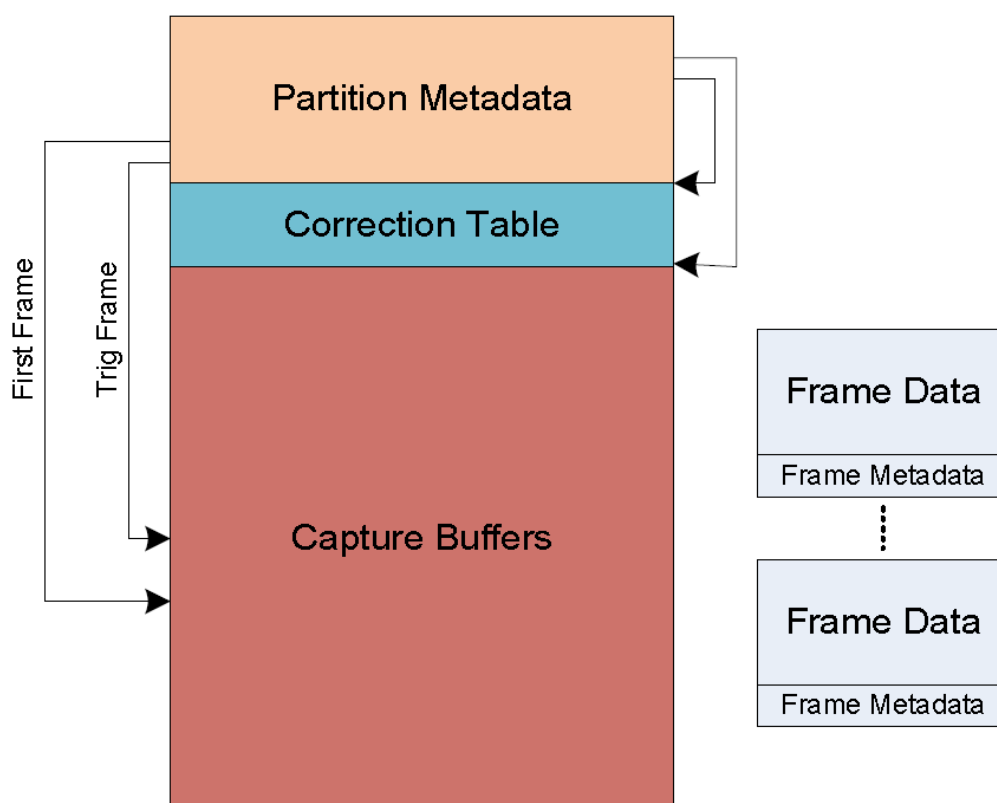 Partition Metadata
Correction Table
First Frame
Trig Frame
Capture Buffers
Frame Data
Frame Metadata
Frame Data
Frame Metadata